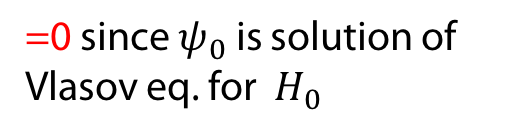 =0 since ψ₀ is solution of
Vlasov eq. for H₀